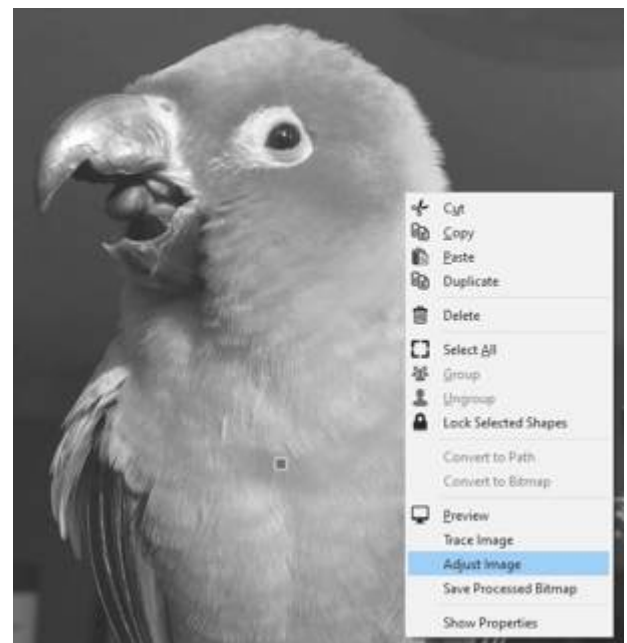 Cut
Copy
Paste
Duplicate
Delete
Select All
Group
Ungroup
Lock Selected Shapes
Convert to Path
Convert to Bitmap
Preview
Trace Image
Adjust Image
Save Processed Bitmap
Show Properties